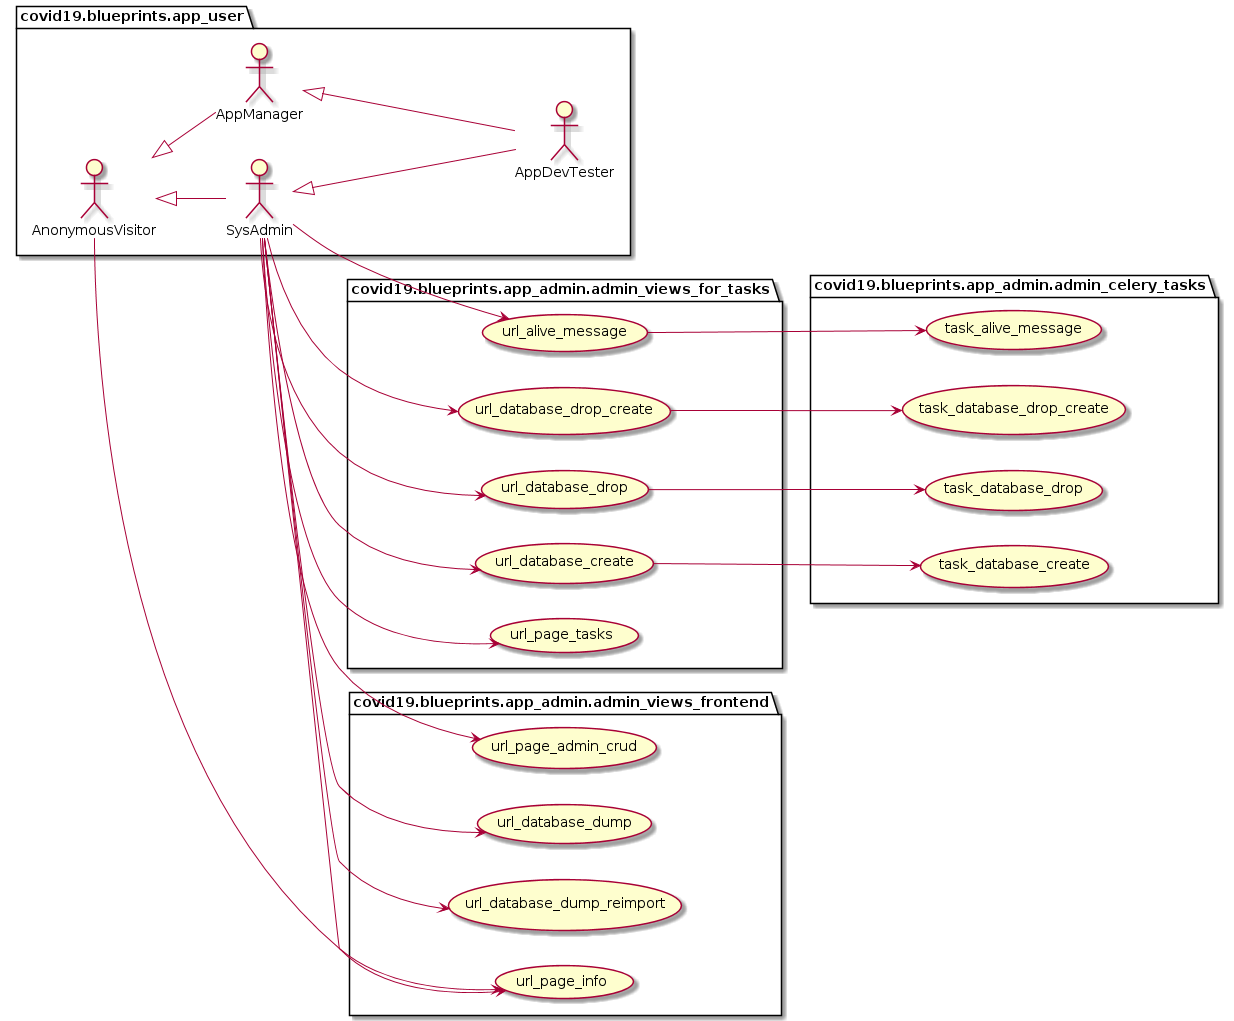 covid19.blueprints.app_user
AppManager
AppDevTester
AnonymousVisitor
SysAdmin
covid19.blueprints.app_admin.admin_views_for_tasks
url_alive_message
url_database_drop_create
url_database_drop
url_database_create
url_page_tasks
covid19.blueprints.app_admin.admin_celery_tasks
task_alive_message
task_database_drop_create
task_database_drop
task_database_create
covid19.blueprints.app_admin.admin_views_frontend
url_page_admin_crud
url_database_dump
url_database_dump_reimport
url_page_info